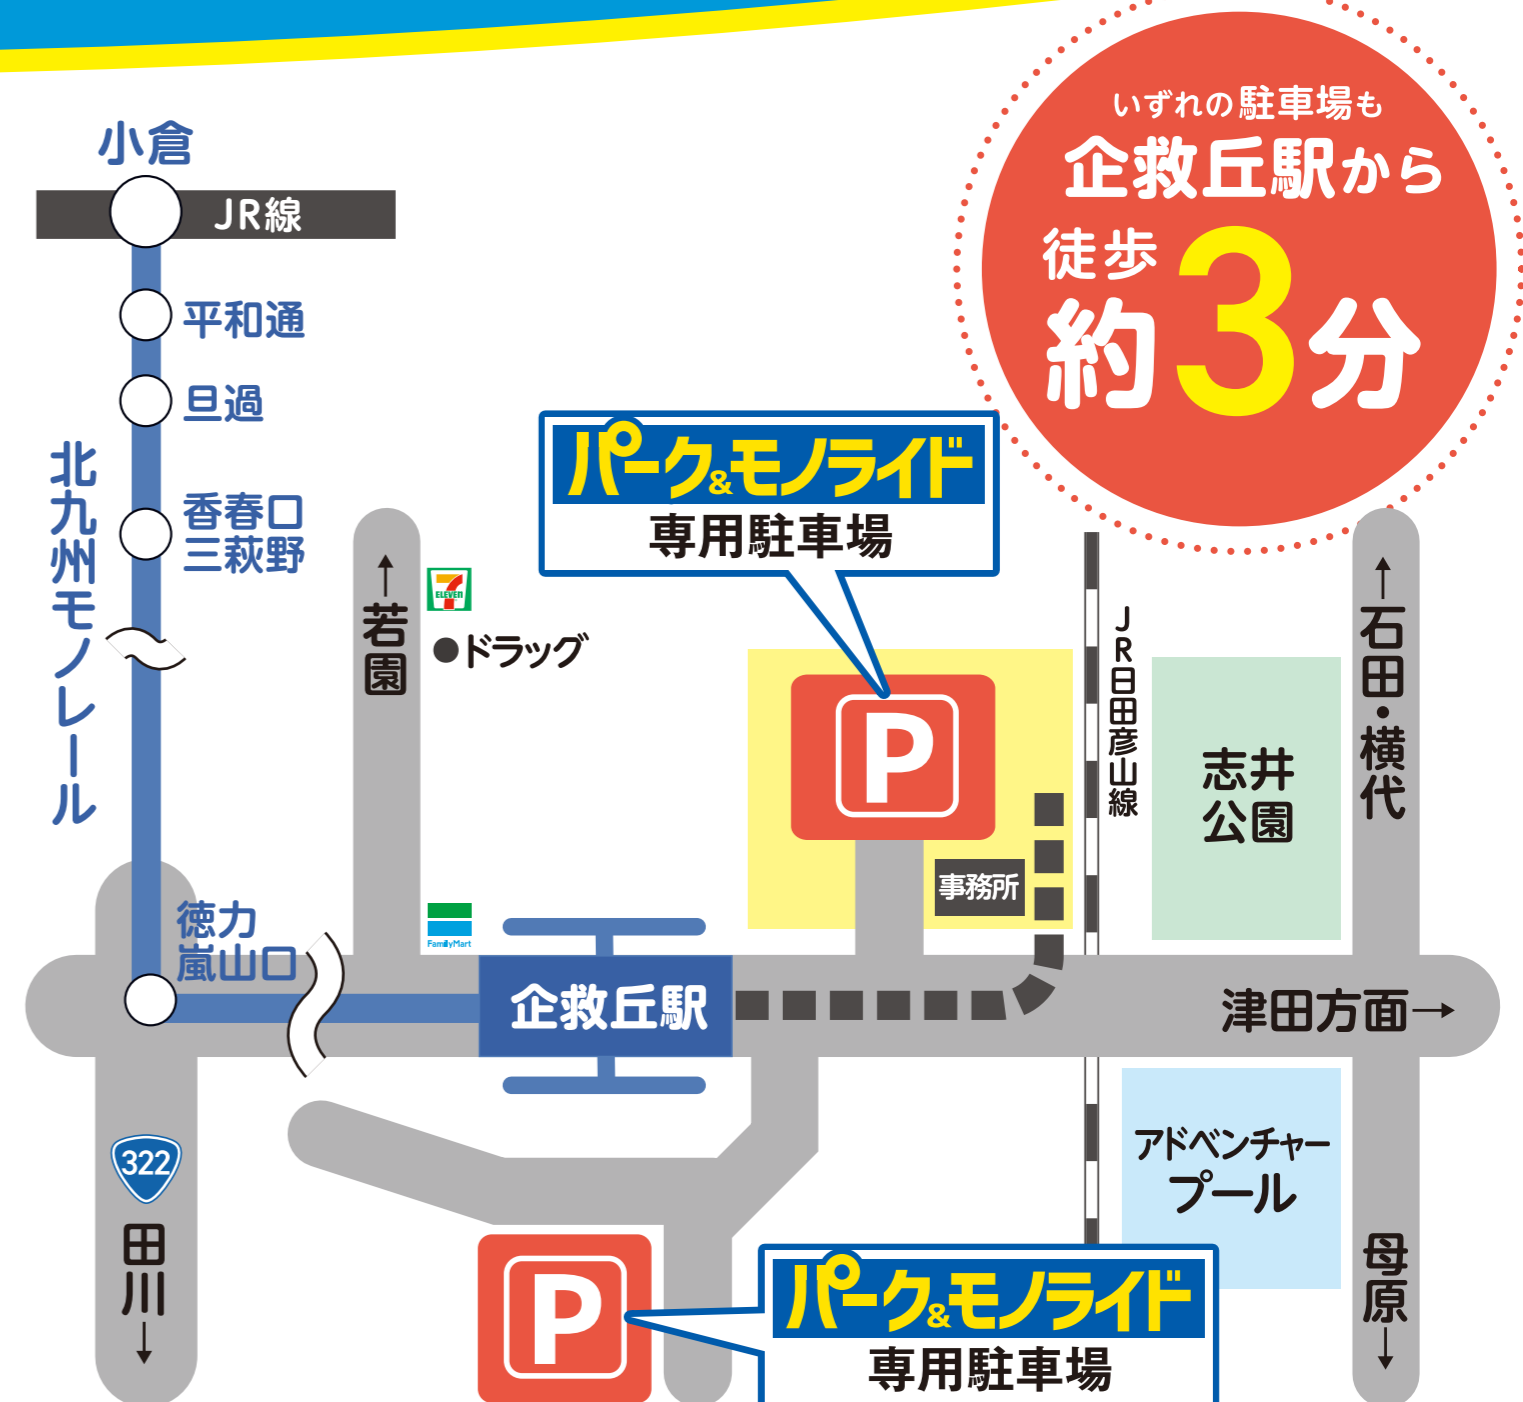 いずれの駐車場も
企救丘駅から
徒歩
約3分
小倉
JR線
平和通
旦過
香春口
三萩野
北九州モノレール
パーク&モノライド
専用駐車場
↑若園
7
ELEVEN
●ドラッグ
P
JR日田彦山線
志井
公園
↑石田・横代
事務所
徳力
嵐山口
FamilyMart
企救丘駅
津田方面→
322
田川↓
アドベンチャー
プール
母原↓
P
パーク&モノライド
専用駐車場